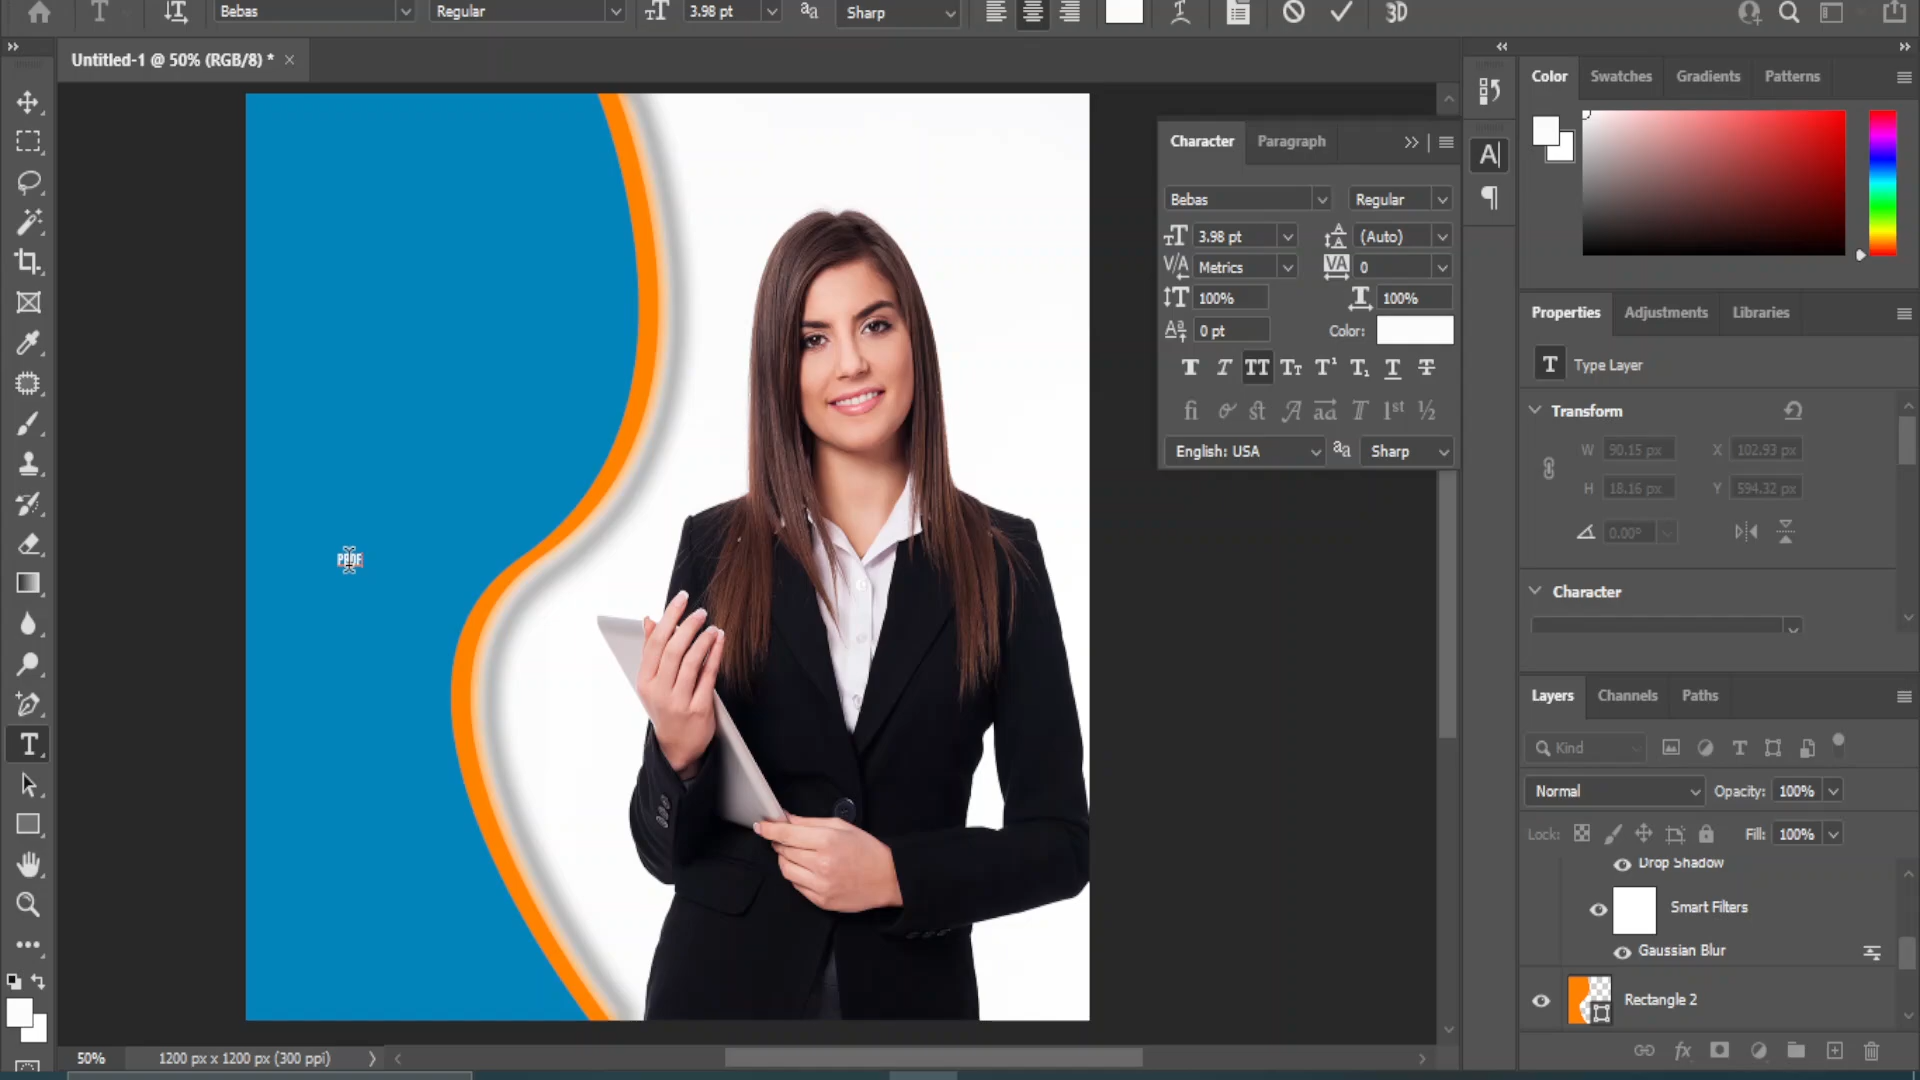 Bebas Regular 3.98 pt Sharp 3D
Untitled-1 @ 50% (RGB/8) *
Color Swatches Gradients Patterns
Character Paragraph
Bebas Regular
3.98 pt (Auto)
Metrics 0
100% 100%
0 pt Color:
English: USA Sharp
Properties Adjustments Libraries
Type Layer
Transform
W 90.15 px X 102.93 px
H 18.16 px Y 594.32 px
0.00°
Character
Layers Channels Paths
Kind
Normal Opacity: 100%
Lock: Fill: 100%
Drop Shadow
Smart Filters
Gaussian Blur
Rectangle 2
50% 1200 px x 1200 px (300 ppi)